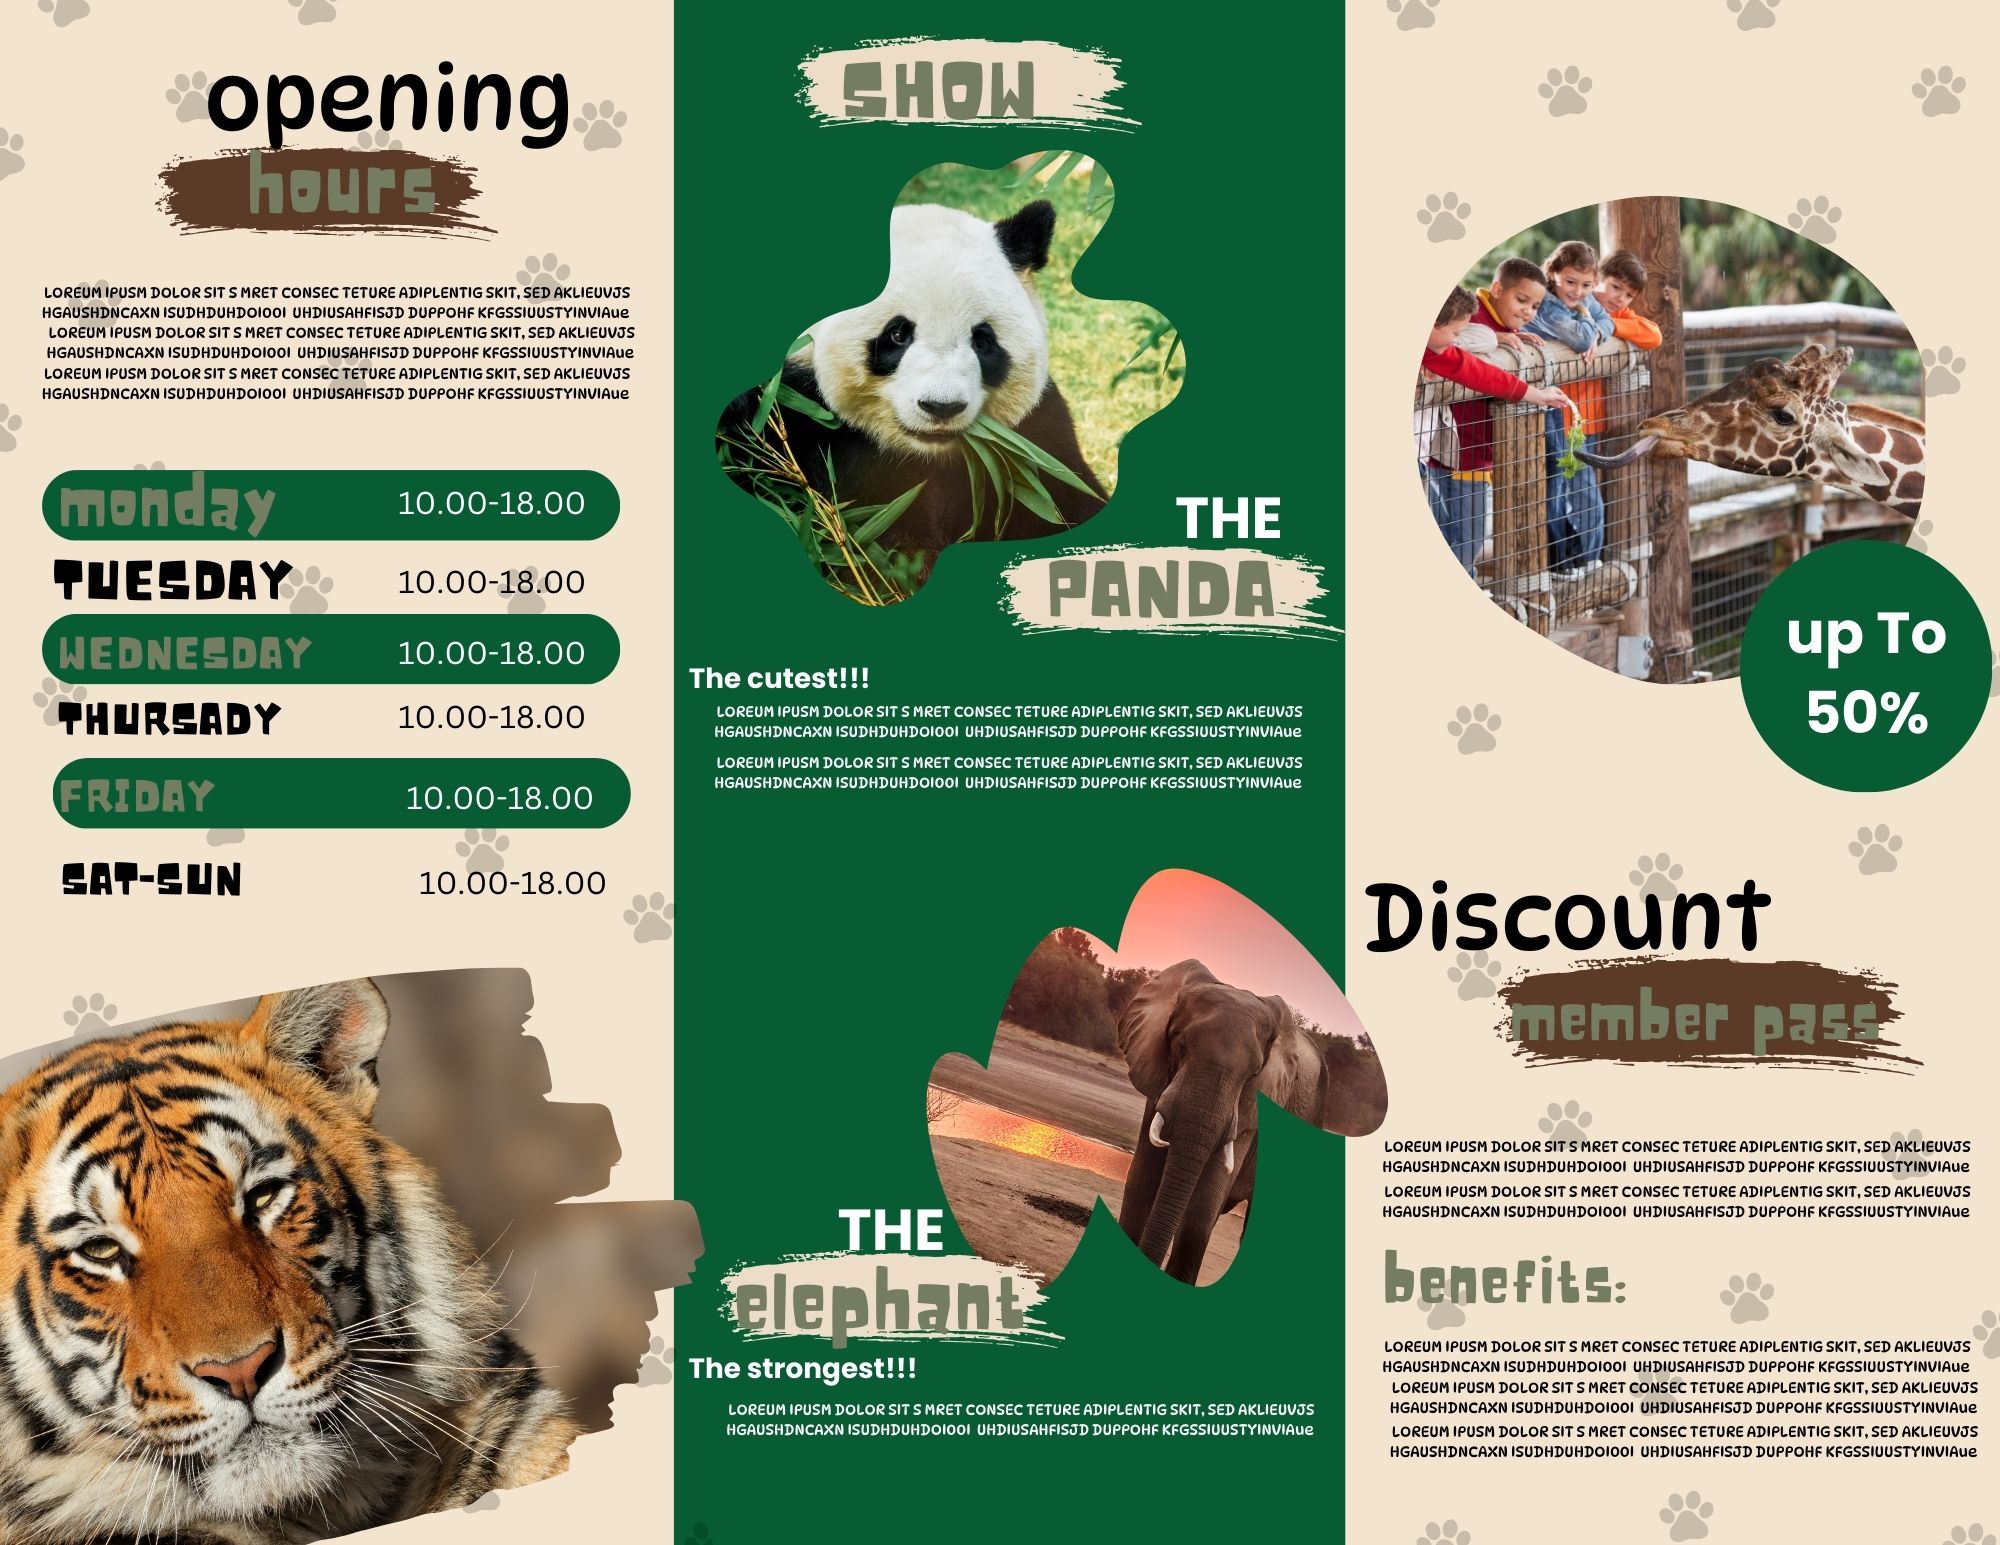 opening
hours
LOREUM IPUSM DOLOR SIT S MRET CONSEC TETURE ADIPLENTIG SKIT, SED AKLIEUVJS
HGAUSHDNCAXN ISUDHDUHDOIOOI UHDIUSAHFISJD DUPPOHF KFGSSIUUSTYINVIAue
LOREUM IPUSM DOLOR SIT S MRET CONSEC TETURE ADIPLENTIG SKIT, SED AKLIEUVJS
HGAUSHDNCAXN ISUDHDUHDOIOOI UHDIUSAHFISJD DUPPOHF KFGSSIUUSTYINVIAue
LOREUM IPUSM DOLOR SIT S MRET CONSEC TETURE ADIPLENTIG SKIT, SED AKLIEUVJS
HGAUSHDNCAXN ISUDHDUHDOIOOI UHDIUSAHFISJD DUPPOHF KFGSSIUUSTYINVIAue
monday 10.00-18.00
TUESDAY 10.00-18.00
WEDNESDAY 10.00-18.00
THURSADY 10.00-18.00
FRIDAY 10.00-18.00
SAT-SUN 10.00-18.00
SHOW
THE
PANDA
The cutest!!!
LOREUM IPUSM DOLOR SIT S MRET CONSEC TETURE ADIPLENTIG SKIT, SED AKLIEUVJS
HGAUSHDNCAXN ISUDHDUHDOIOOI UHDIUSAHFISJD DUPPOHF KFGSSIUUSTYINVIAue
LOREUM IPUSM DOLOR SIT S MRET CONSEC TETURE ADIPLENTIG SKIT, SED AKLIEUVJS
HGAUSHDNCAXN ISUDHDUHDOIOOI UHDIUSAHFISJD DUPPOHF KFGSSIUUSTYINVIAue
THE
elephant
The strongest!!!
LOREUM IPUSM DOLOR SIT S MRET CONSEC TETURE ADIPLENTIG SKIT, SED AKLIEUVJS
HGAUSHDNCAXN ISUDHDUHDOIOOI UHDIUSAHFISJD DUPPOHF KFGSSIUUSTYINVIAue
up To
50%
Discount
member pass
LOREUM IPUSM DOLOR SIT S MRET CONSEC TETURE ADIPLENTIG SKIT, SED AKLIEUVJS
HGAUSHDNCAXN ISUDHDUHDOIOOI UHDIUSAHFISJD DUPPOHF KFGSSIUUSTYINVIAue
LOREUM IPUSM DOLOR SIT S MRET CONSEC TETURE ADIPLENTIG SKIT, SED AKLIEUVJS
HGAUSHDNCAXN ISUDHDUHDOIOOI UHDIUSAHFISJD DUPPOHF KFGSSIUUSTYINVIAue
benefits:
LOREUM IPUSM DOLOR SIT S MRET CONSEC TETURE ADIPLENTIG SKIT, SED AKLIEUVJS
HGAUSHDNCAXN ISUDHDUHDOIOOI UHDIUSAHFISJD DUPPOHF KFGSSIUUSTYINVIAue
LOREUM IPUSM DOLOR SIT S MRET CONSEC TETURE ADIPLENTIG SKIT, SED AKLIEUVJS
HGAUSHDNCAXN ISUDHDUHDOIOOI UHDIUSAHFISJD DUPPOHF KFGSSIUUSTYINVIAue
LOREUM IPUSM DOLOR SIT S MRET CONSEC TETURE ADIPLENTIG SKIT, SED AKLIEUVJS
HGAUSHDNCAXN ISUDHDUHDOIOOI UHDIUSAHFISJD DUPPOHF KFGSSIUUSTYINVIAue